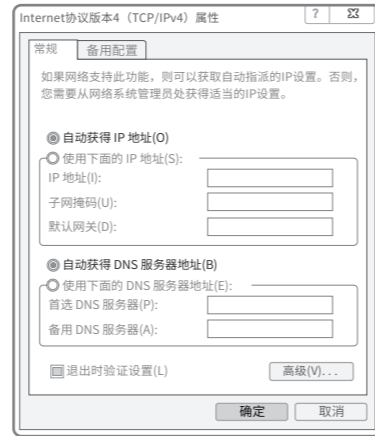 Internet协议版本4（TCP/IPv4）属性
?
常规 备用配置
如果网络支持此功能，则可以获取自动指派的IP设置。否则，
您需要从网络系统管理员处获得适当的IP设置。
自动获得 IP 地址(O)
使用下面的 IP 地址(S):
IP 地址(I):
子网掩码(U):
默认网关(D):
自动获得 DNS 服务器地址(B)
使用下面的 DNS 服务器地址(E):
首选 DNS 服务器(P):
备用 DNS 服务器(A):
退出时验证设置(L) 高级(V)...
确定 取消